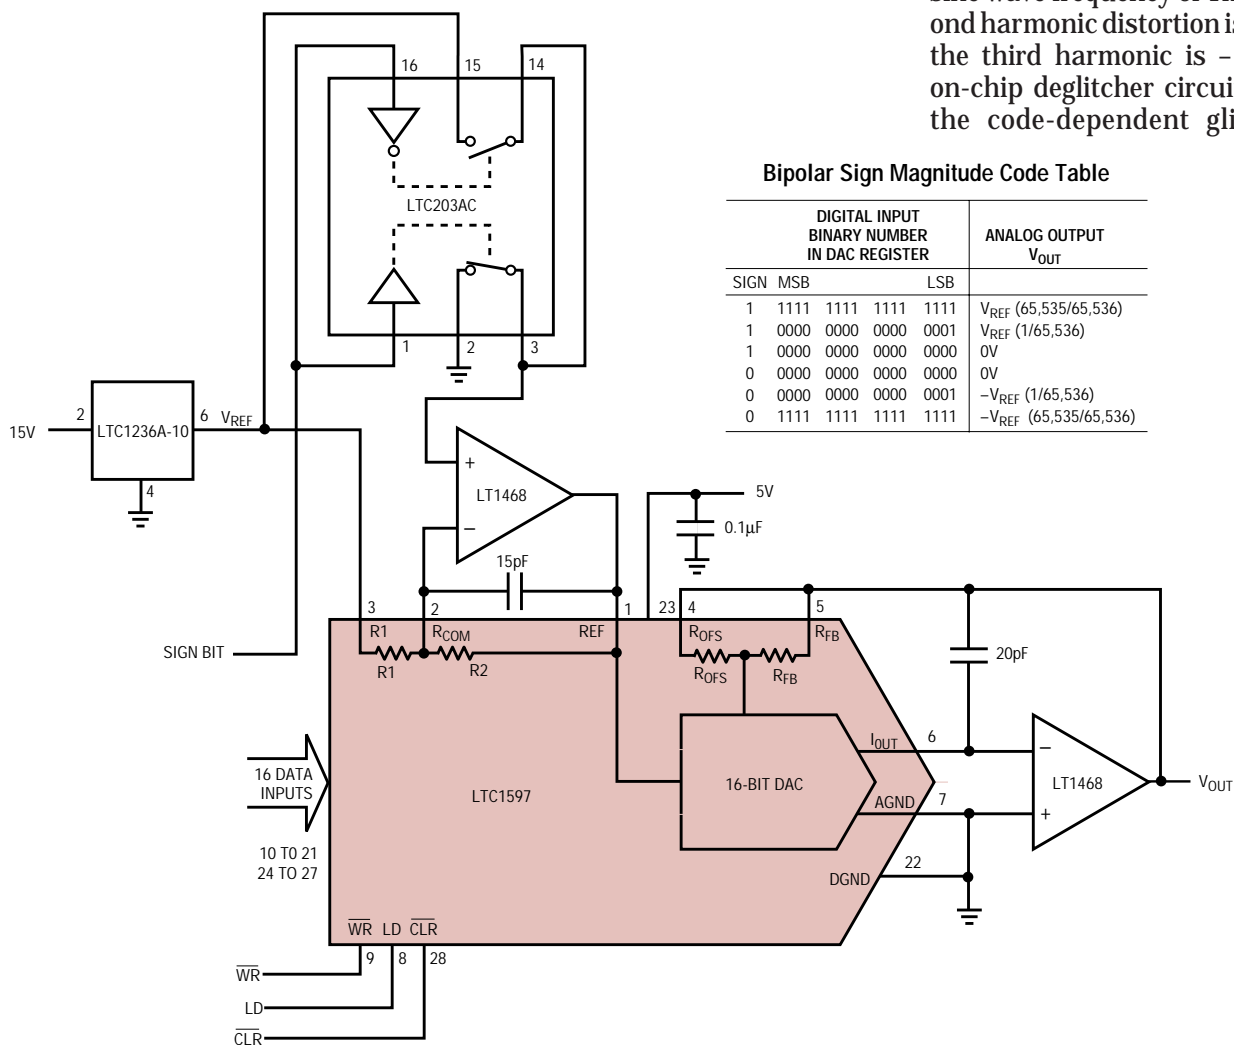 ond harmonic distortion is
the third harmonic is –
on-chip deglitcher circui
the code-dependent gli
16
15
14
LTC203AC
1
2
3
Bipolar Sign Magnitude Code Table
DIGITAL INPUT
BINARY NUMBER
IN DAC REGISTER
ANALOG OUTPUT
VOUT
SIGN MSB LSB
1 1111 1111 1111 1111 VREF (65,535/65,536)
1 0000 0000 0000 0001 VREF (1/65,536)
1 0000 0000 0000 0000 0V
0 0000 0000 0000 0000 0V
0 0000 0000 0000 0001 –VREF (1/65,536)
0 1111 1111 1111 1111 –VREF (65,535/65,536)
15V
2
LTC1236A-10
6
VREF
4
+
LT1468
–
15pF
5V
0.1µF
3
2
1
23
4
5
R1
RCOM
REF
ROFS
RFB
R1
R2
ROFS
RFB
SIGN BIT
20pF
16 DATA
INPUTS
10 T0 21
24 TO 27
LTC1597
16-BIT DAC
IOUT
6
AGND
7
DGND
22
–
LT1468
+
VOUT
WR LD CLR
9
8
28
WR
LD
CLR